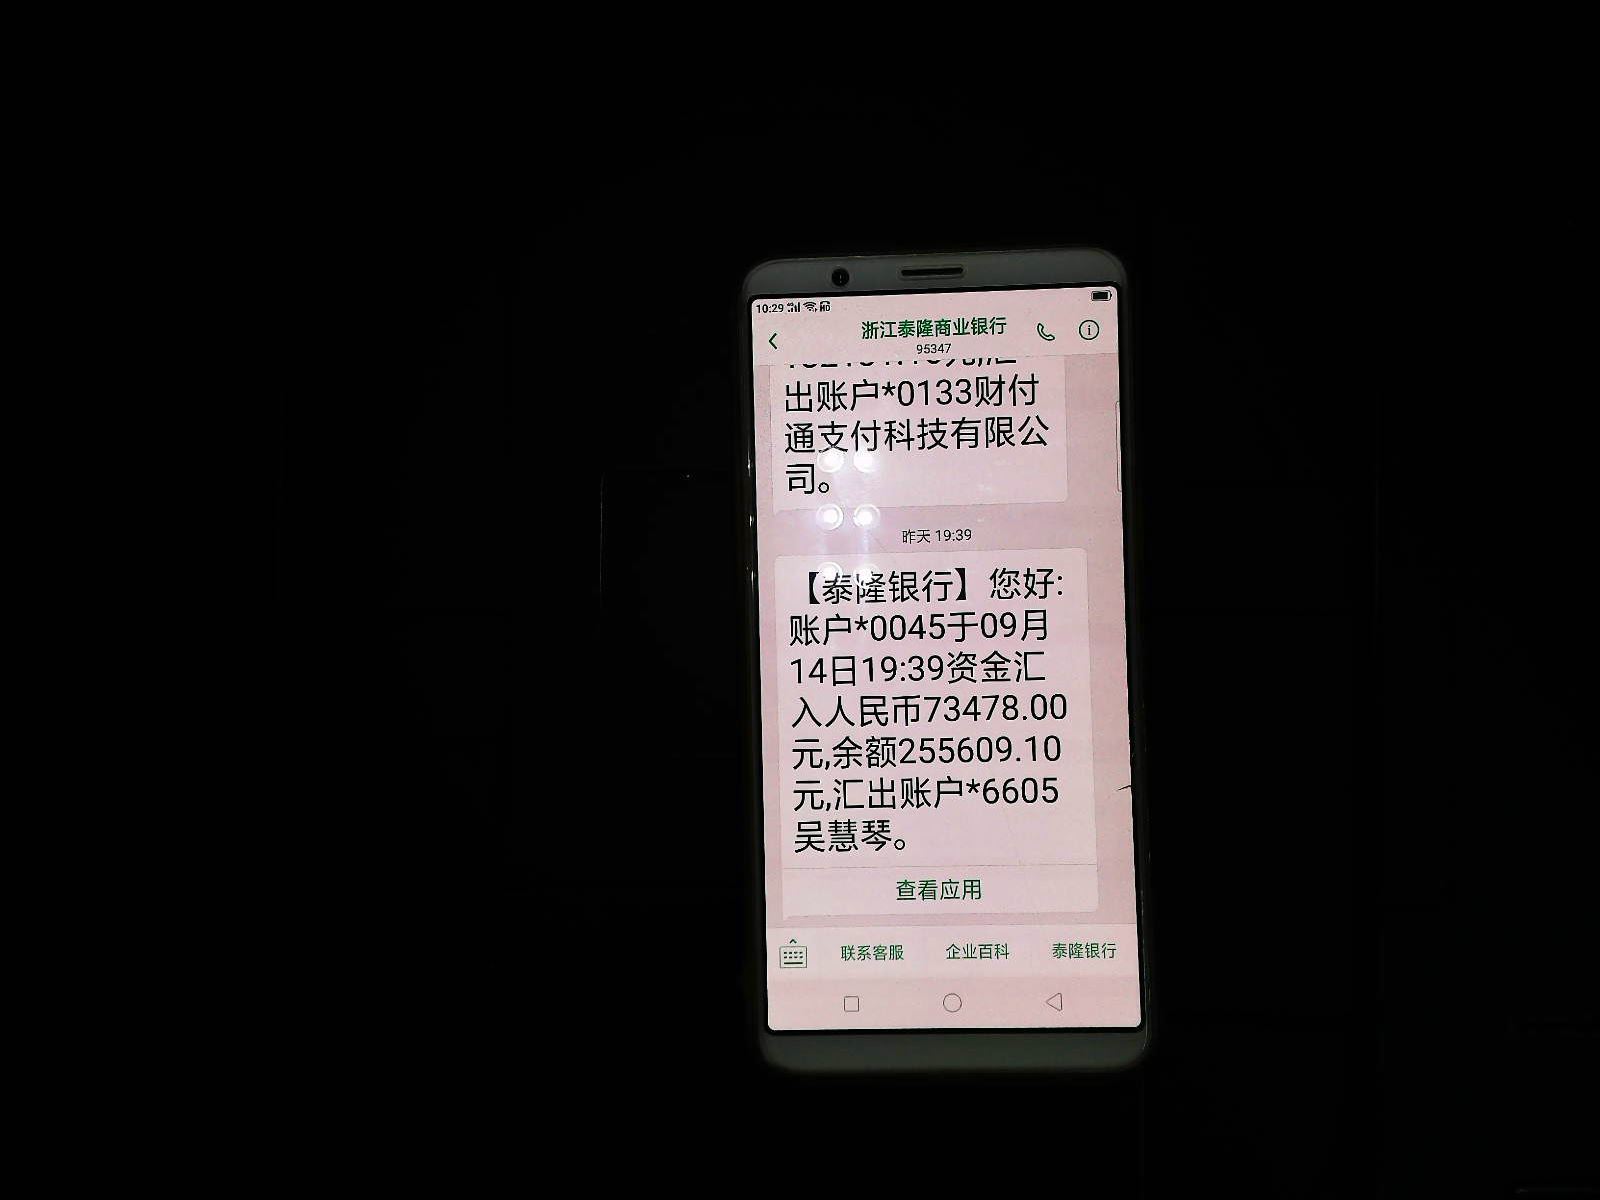 10:29
浙江泰隆商业银行
95347
出账户*0133财付
通支付科技有限公
司。
昨天 19:39
【泰隆银行】您好:
账户*0045于09月
14日19:39资金汇
入人民币73478.00
元,余额255609.10
元,汇出账户*6605
吴慧琴。
查看应用
联系客服
企业百科
泰隆银行